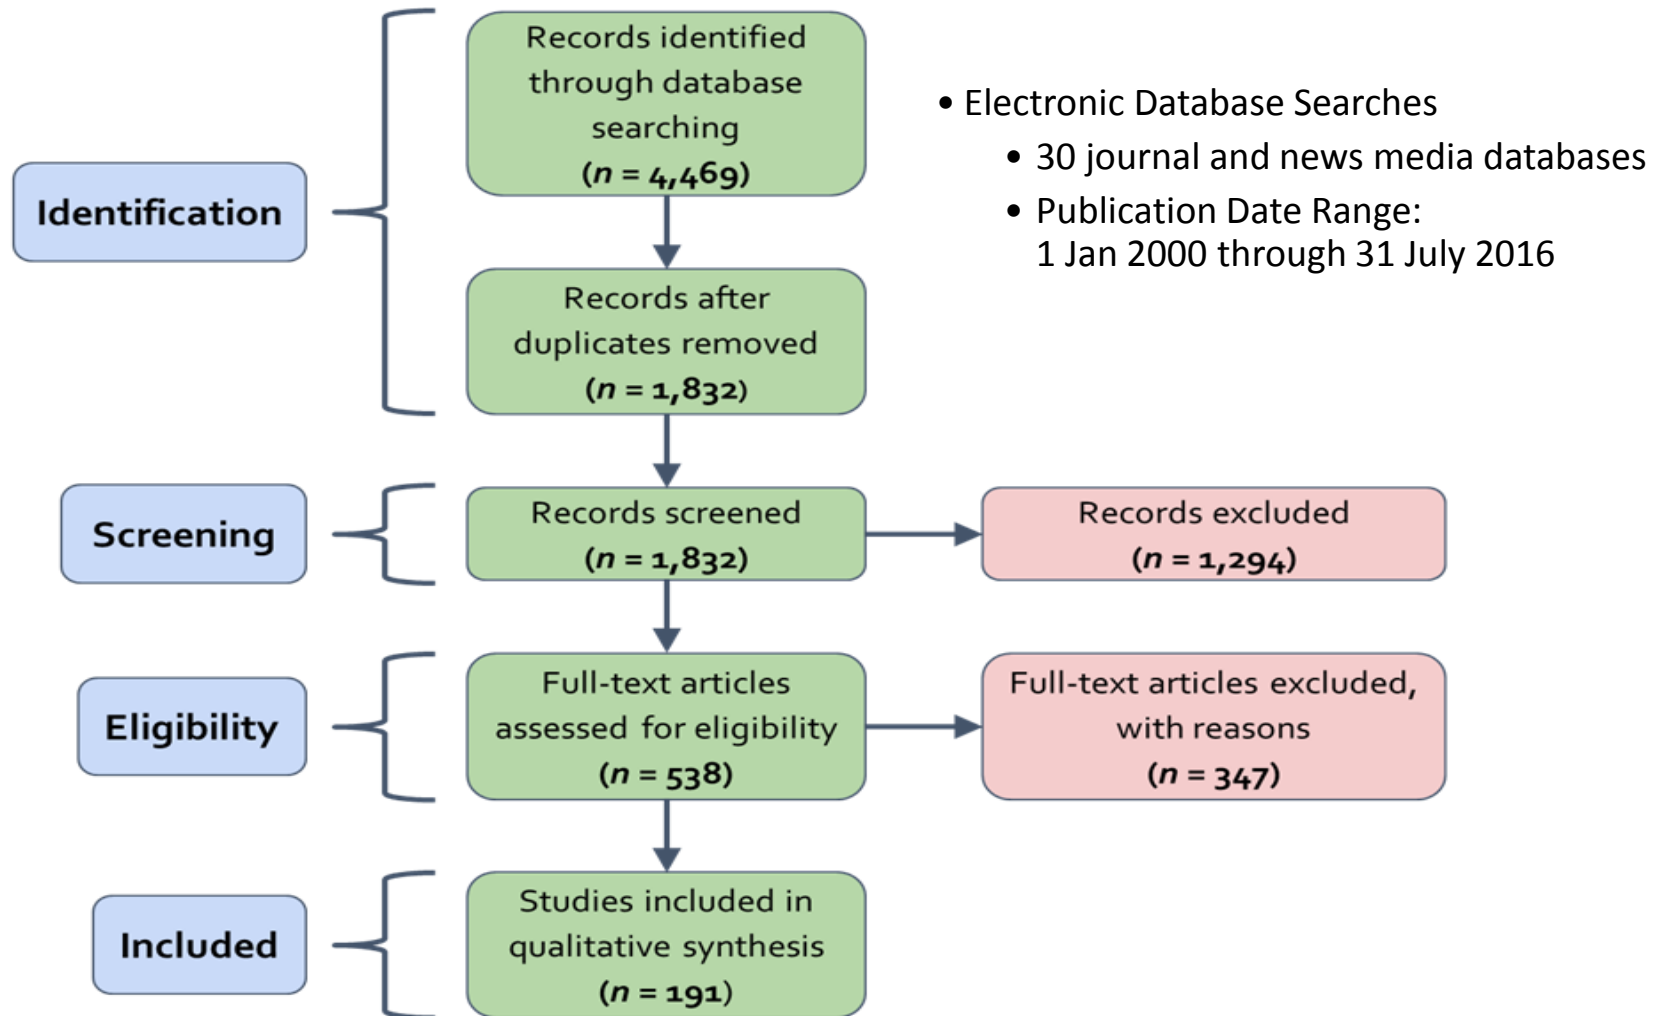 Identification
Records identified
through database
searching
(n = 4,469)
• Electronic Database Searches
• 30 journal and news media databases
• Publication Date Range:
1 Jan 2000 through 31 July 2016
Records after
duplicates removed
(n = 1,832)
Screening
Records screened
(n = 1,832)
Records excluded
(n = 1,294)
Eligibility
Full-text articles
assessed for eligibility
(n = 538)
Full-text articles excluded,
with reasons
(n = 347)
Included
Studies included in
qualitative synthesis
(n = 191)